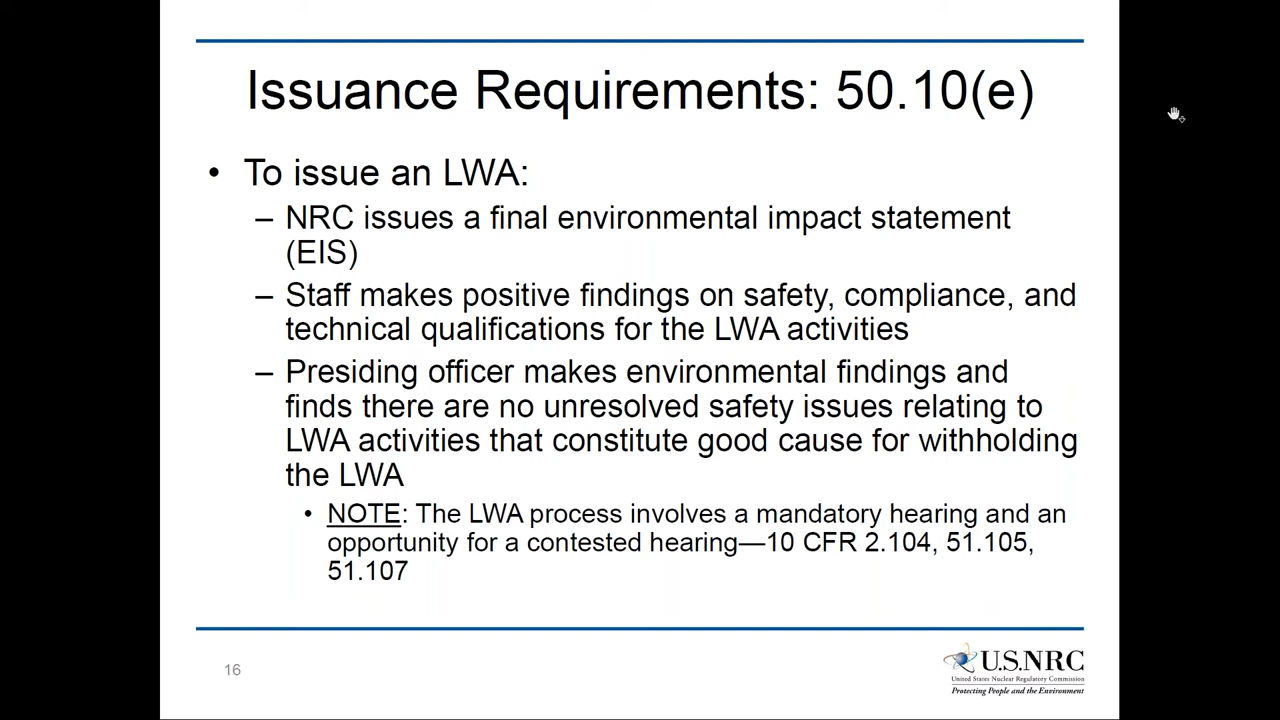 Issuance Requirements: 50.10(e)
• To issue an LWA:
– NRC issues a final environmental impact statement
(EIS)
– Staff makes positive findings on safety, compliance, and
technical qualifications for the LWA activities
– Presiding officer makes environmental findings and
finds there are no unresolved safety issues relating to
LWA activities that constitute good cause for withholding
the LWA
• NOTE: The LWA process involves a mandatory hearing and an
opportunity for a contested hearing—10 CFR 2.104, 51.105,
51.107
16
U.S.NRC
United States Nuclear Regulatory Commission
Protecting People and the Environment